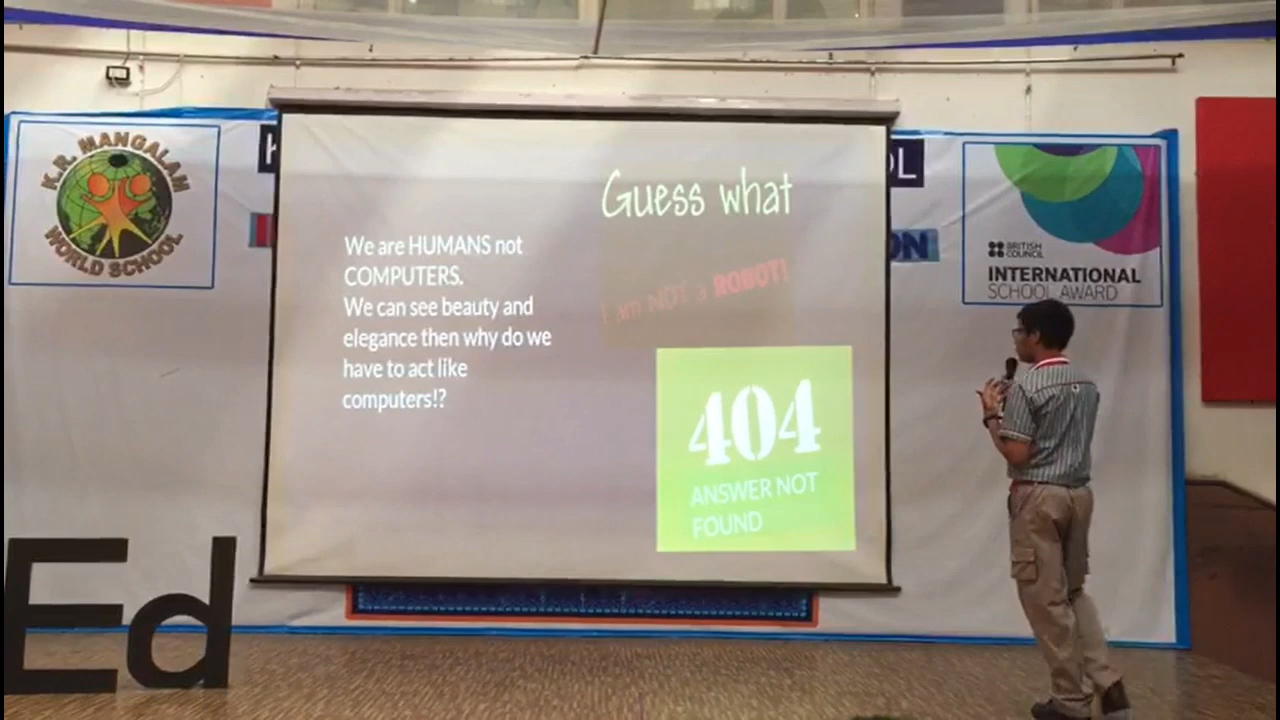 K.R. MANGALAM
WORLD SCHOOL
Guess what
We are HUMANS not
COMPUTERS.
We can see beauty and
elegance then why do we
have to act like
computers!?
I am NOT a ROBOT!
404
ANSWER NOT
FOUND
BRITISH
COUNCIL
INTERNATIONAL
SCHOOL AWARD
Ed